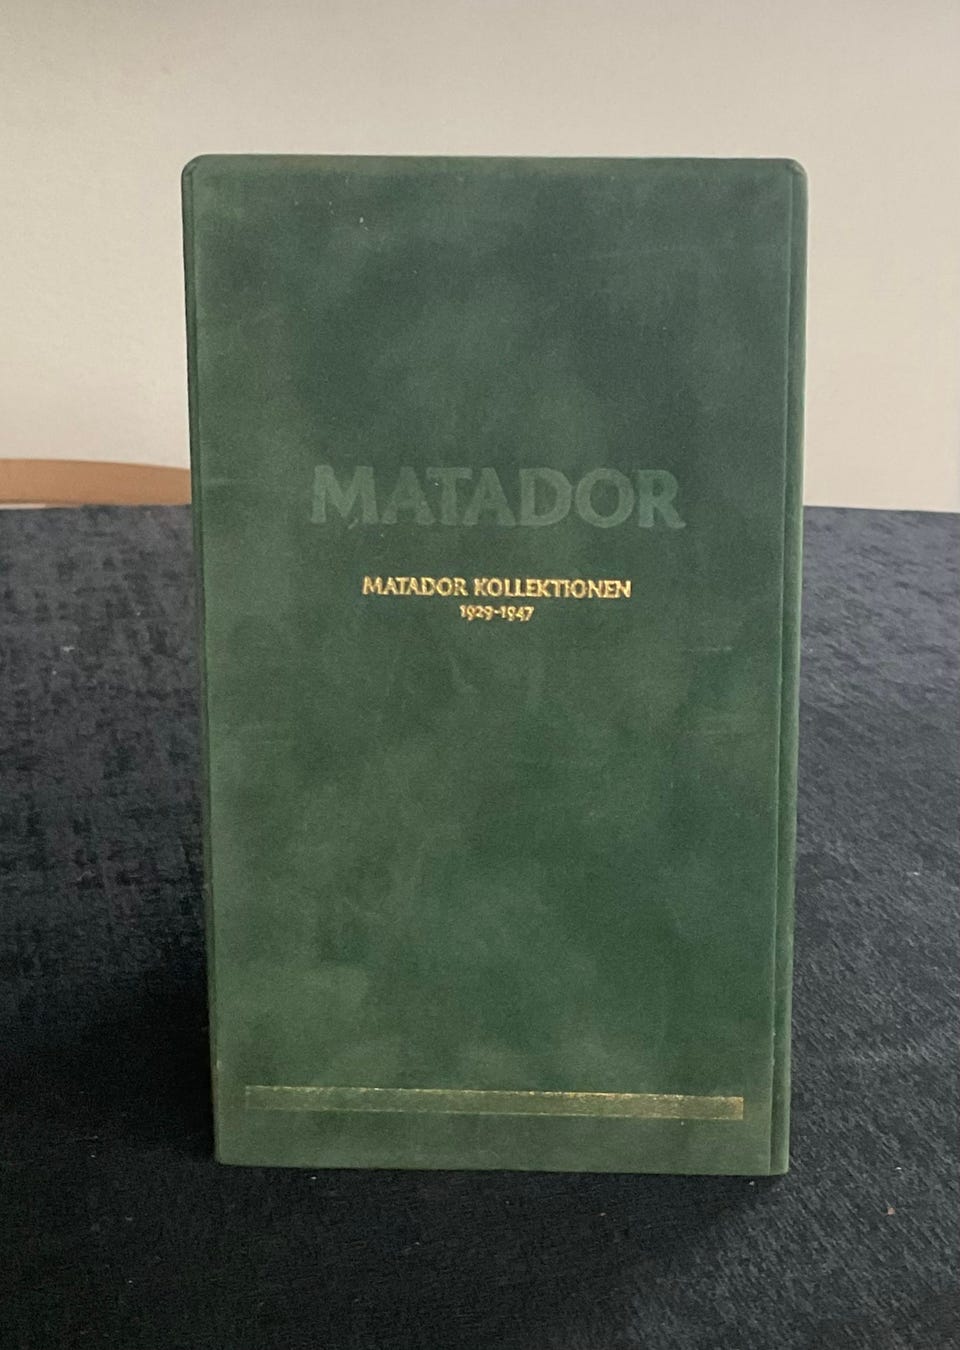 MATADOR
MATADOR KOLLEKTIONEN
1929-1947